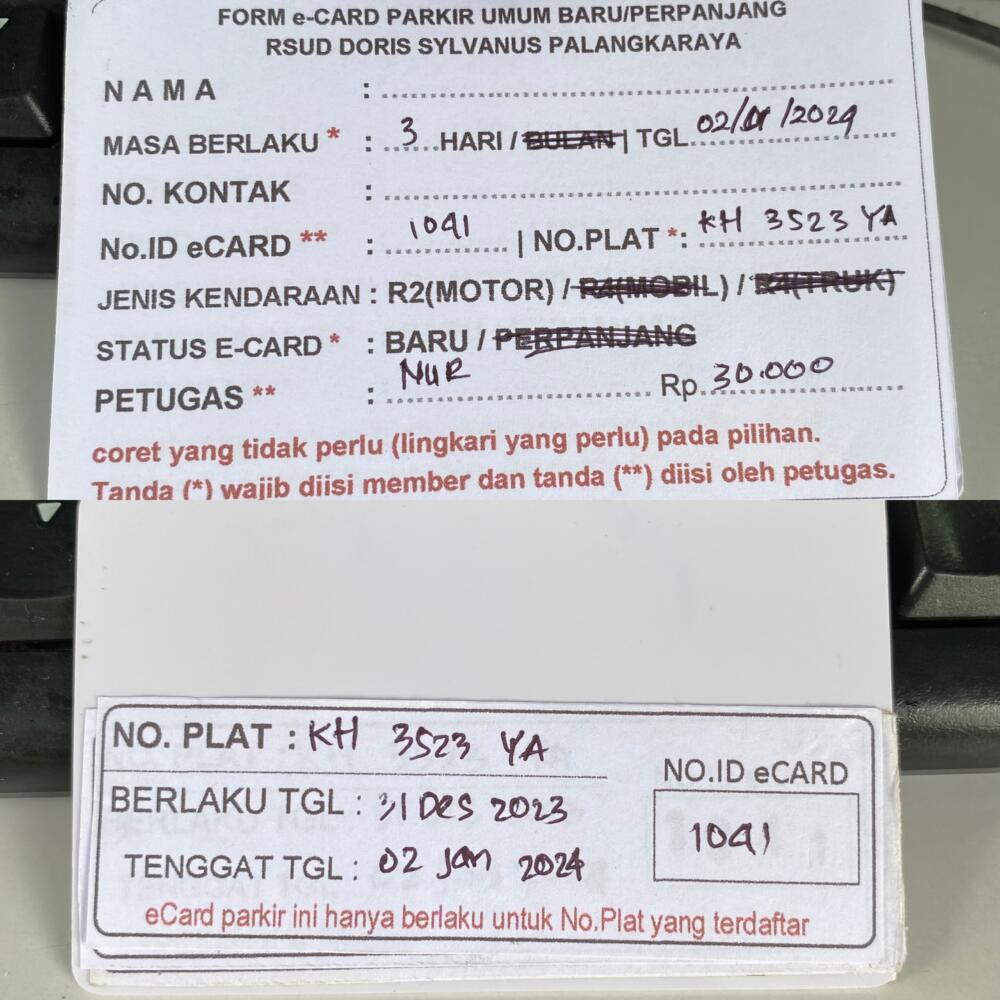 FORM e-CARD PARKIR UMUM BARU/PERPANJANG
RSUD DORIS SYLVANUS PALANGKARAYA
NAMA :
MASA BERLAKU * : 3 HARI / BULAN | TGL 02/01/2024
NO. KONTAK :
No.ID eCARD ** : 1091 | NO.PLAT *: KH 3523 YA
JENIS KENDARAAN : R2(MOTOR) / R4(MOBIL) / R4(TRUK)
STATUS E-CARD * : BARU / PERPANJANG
PETUGAS ** : NUR Rp. 30.000
coret yang tidak perlu (lingkari yang perlu) pada pilihan.
Tanda (*) wajib diisi member dan tanda (**) diisi oleh petugas.
NO. PLAT : KH 3523 YA
BERLAKU TGL : 31 Des 2023
TENGGAT TGL : 02 Jan 2024
NO.ID eCARD
1091
eCard parkir ini hanya berlaku untuk No.Plat yang terdaftar